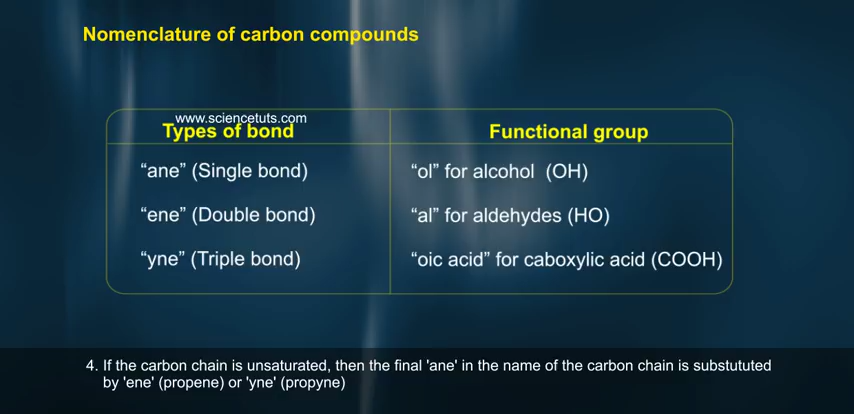 Nomenclature of carbon compounds
www.sciencetuts.com
Types of bond
Functional group
“ane” (Single bond)
“ol” for alcohol (OH)
“ene” (Double bond)
“al” for aldehydes (HO)
“yne” (Triple bond)
“oic acid” for caboxylic acid (COOH)
4. If the carbon chain is unsaturated, then the final 'ane' in the name of the carbon chain is substututed
by 'ene' (propene) or 'yne' (propyne)